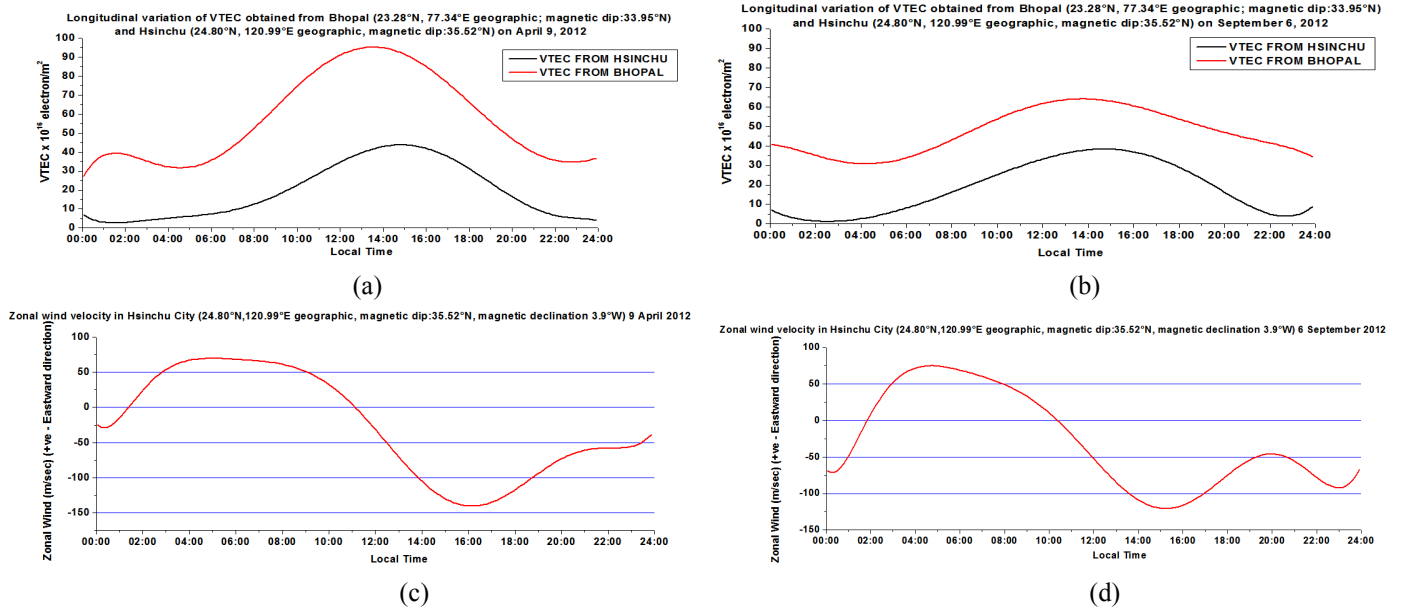 Longitudinal variation of VTEC obtained from Bhopal (23.28°N, 77.34°E geographic; magnetic dip:33.95°N)
and Hsinchu (24.80°N, 120.99°E geographic, magnetic dip:35.52°N) on April 9, 2012
VTEC x 10^16 electron/m^2
100
90
80
70
60
50
40
30
20
10
0
VTEC FROM HSINCHU
VTEC FROM BHOPAL
00:00 02:00 04:00 06:00 08:00 10:00 12:00 14:00 16:00 18:00 20:00 22:00 24:00
Local Time
(a)
Longitudinal variation of VTEC obtained from Bhopal (23.28°N, 77.34°E geographic; magnetic dip:33.95°N)
and Hsinchu (24.80°N, 120.99°E geographic, magnetic dip:35.52°N) on September 6, 2012
VTEC x 10^16 electron/m^2
100
90
80
70
60
50
40
30
20
10
0
VTEC FROM HSINCHU
VTEC FROM BHOPAL
00:00 02:00 04:00 06:00 08:00 10:00 12:00 14:00 16:00 18:00 20:00 22:00 24:00
Local Time
(b)
Zonal wind velocity in Hsinchu City (24.80°N,120.99°E geographic, magnetic dip:35.52°N, magnetic declination 3.9°W) 9 April 2012
Zonal Wind (m/sec) (+ve - Eastward direction)
100
50
0
-50
-100
-150
00:00 02:00 04:00 06:00 08:00 10:00 12:00 14:00 16:00 18:00 20:00 22:00 24:00
Local Time
(c)
Zonal wind velocity in Hsinchu City (24.80°N,120.99°E geographic, magnetic dip:35.52°N, magnetic declination 3.9°W) 6 September 2012
Zonal Wind (m/sec) (+ve - Eastward direction)
100
50
0
-50
-100
-150
00:00 02:00 04:00 06:00 08:00 10:00 12:00 14:00 16:00 18:00 20:00 22:00 24:00
Local Time
(d)